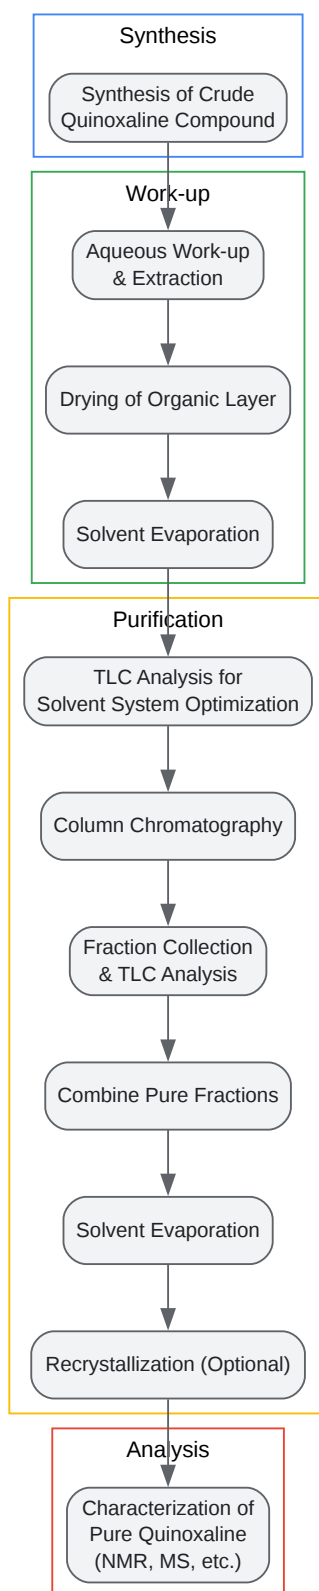 Synthesis
Synthesis of Crude
Quinoxaline Compound
Work-up
Aqueous Work-up
& Extraction
Drying of Organic Layer
Solvent Evaporation
Purification
TLC Analysis for
Solvent System Optimization
Column Chromatography
Fraction Collection
& TLC Analysis
Combine Pure Fractions
Solvent Evaporation
Recrystallization (Optional)
Analysis
Characterization of
Pure Quinoxaline
(NMR, MS, etc.)